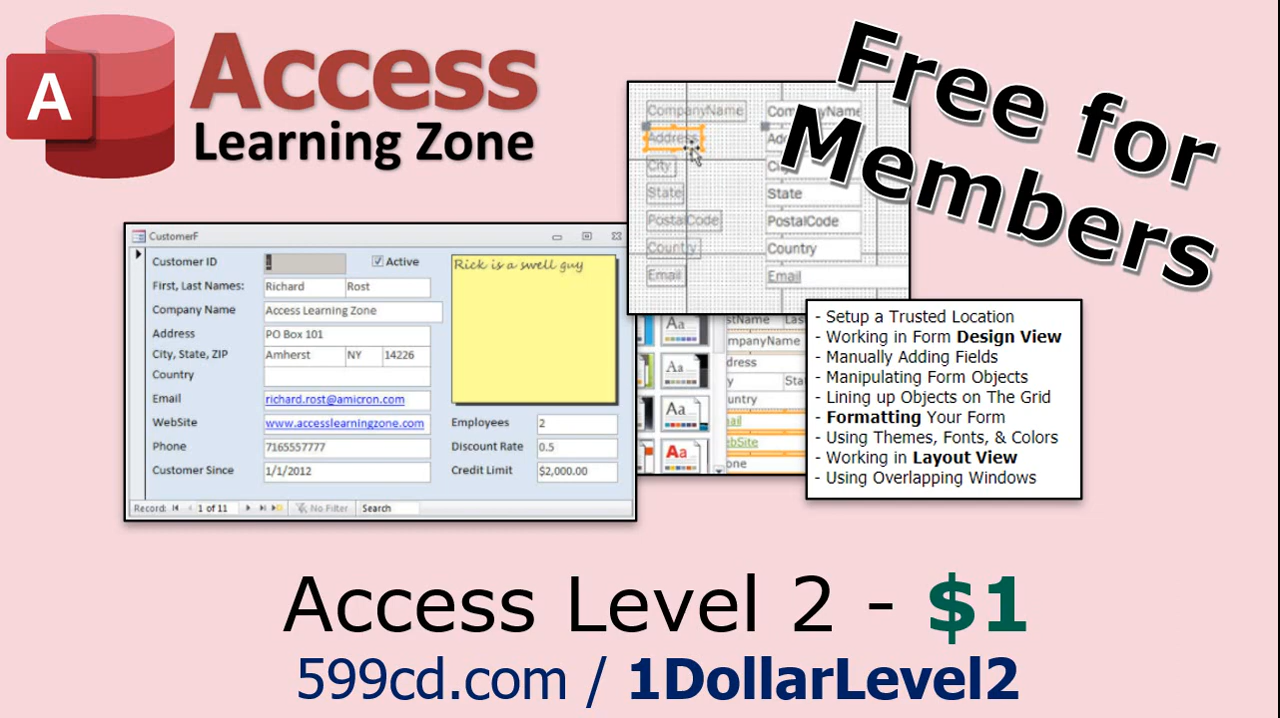 A
Access
Learning Zone
Free for
Members
CompanyName CompanyName
Address
City
State State
PostalCode PostalCode
Country Country
Email Email
CustomerF
Customer ID Active
First, Last Names: Richard Rost
Company Name Access Learning Zone
Address PO Box 101
City, State, ZIP Amherst NY 14226
Country
Email richard.rost@amicron.com
WebSite www.accesslearningzone.com
Phone 7165557777
Customer Since 1/1/2012
Rick is a swell guy
Employees 2
Discount Rate 0.5
Credit Limit $2,000.00
Record: 1 of 11 No Filter Search
Aa
Aa
Aa
Aa
- Setup a Trusted Location
- Working in Form Design View
- Manually Adding Fields
- Manipulating Form Objects
- Lining up Objects on The Grid
- Formatting Your Form
- Using Themes, Fonts, & Colors
- Working in Layout View
- Using Overlapping Windows
Access Level 2 - $1
599cd.com / 1DollarLevel2